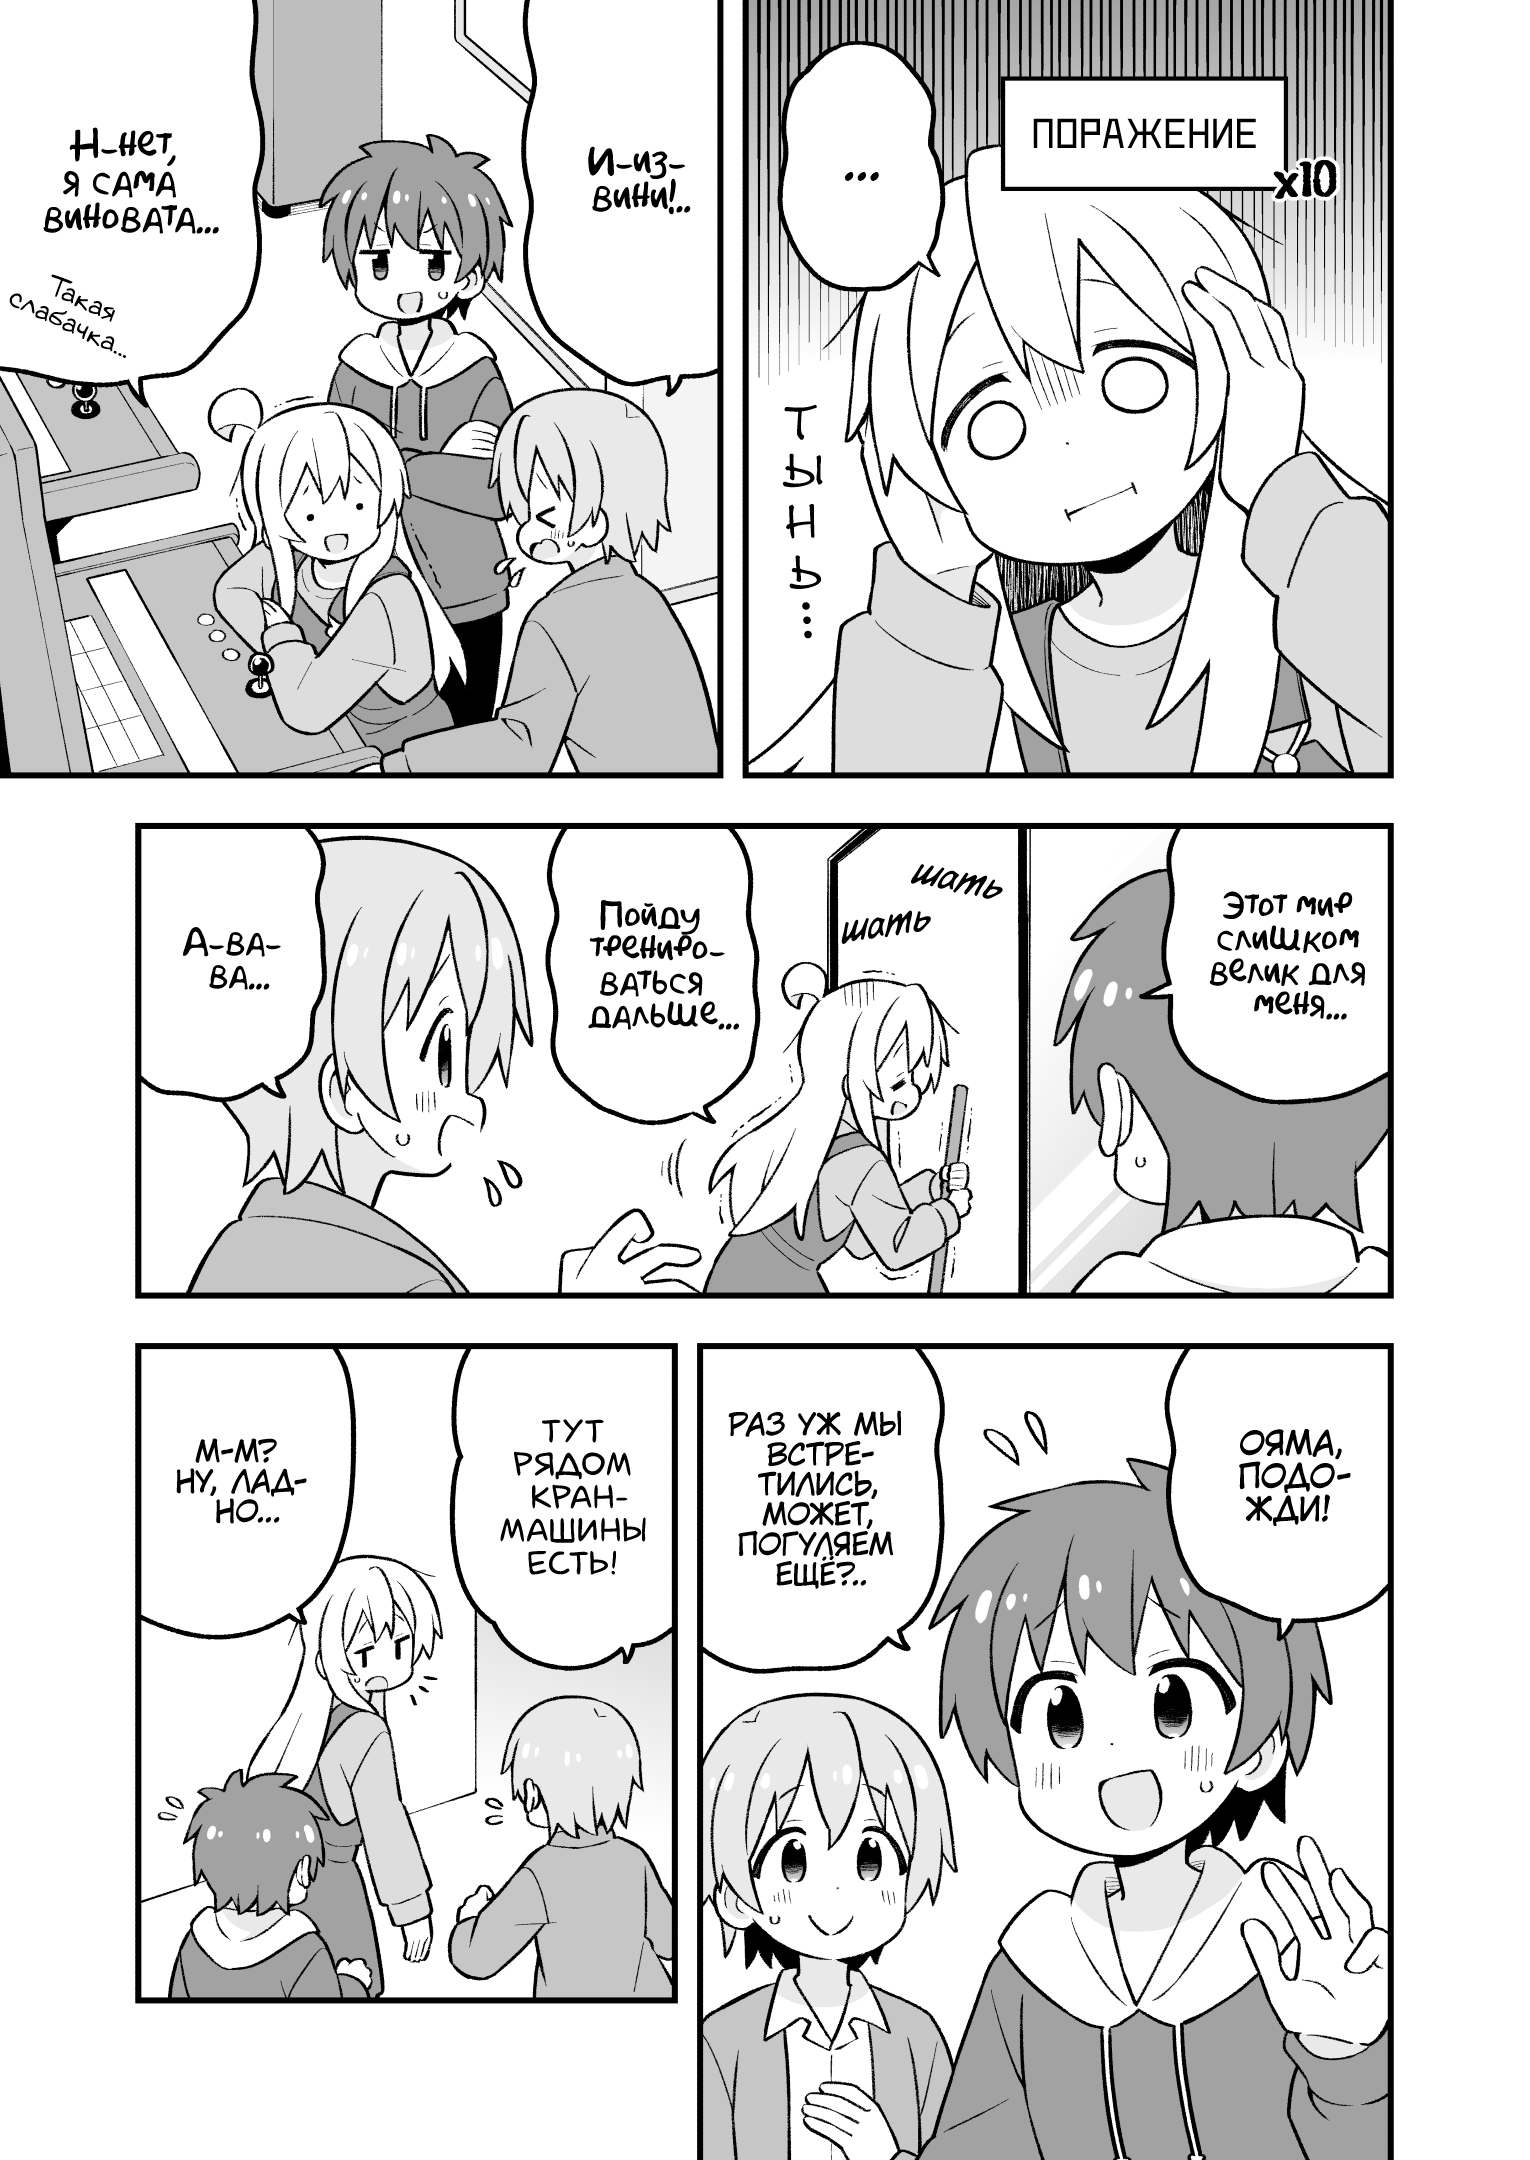 ПОРАЖЕНИЕ
x10
...
ТЫНЬ...
И-ИЗ-
ВИНИ!...
Н-НЕТ,
Я САМА
ВИНОВАТА...
Такая
слабачка...
ЭТОТ МИР
СЛИШКОМ
ВЕЛИК ДЛЯ
МЕНЯ...
шать
шать
ПОЙДУ
ТРЕНИРО-
ВАТЬСЯ
ДАЛЬШЕ...
А-ВА-
ВА...
ОЯМА,
ПОДО-
ЖДИ!
РАЗ УЖ МЫ
ВСТРЕ-
ТИЛИСЬ,
МОЖЕТ,
ПОГУЛЯЕМ
ЕЩЁ?..
ТУТ
РЯДОМ
КРАН-
МАШИНЫ
ЕСТЬ!
М-М?
НУ, ЛАД-
НО...